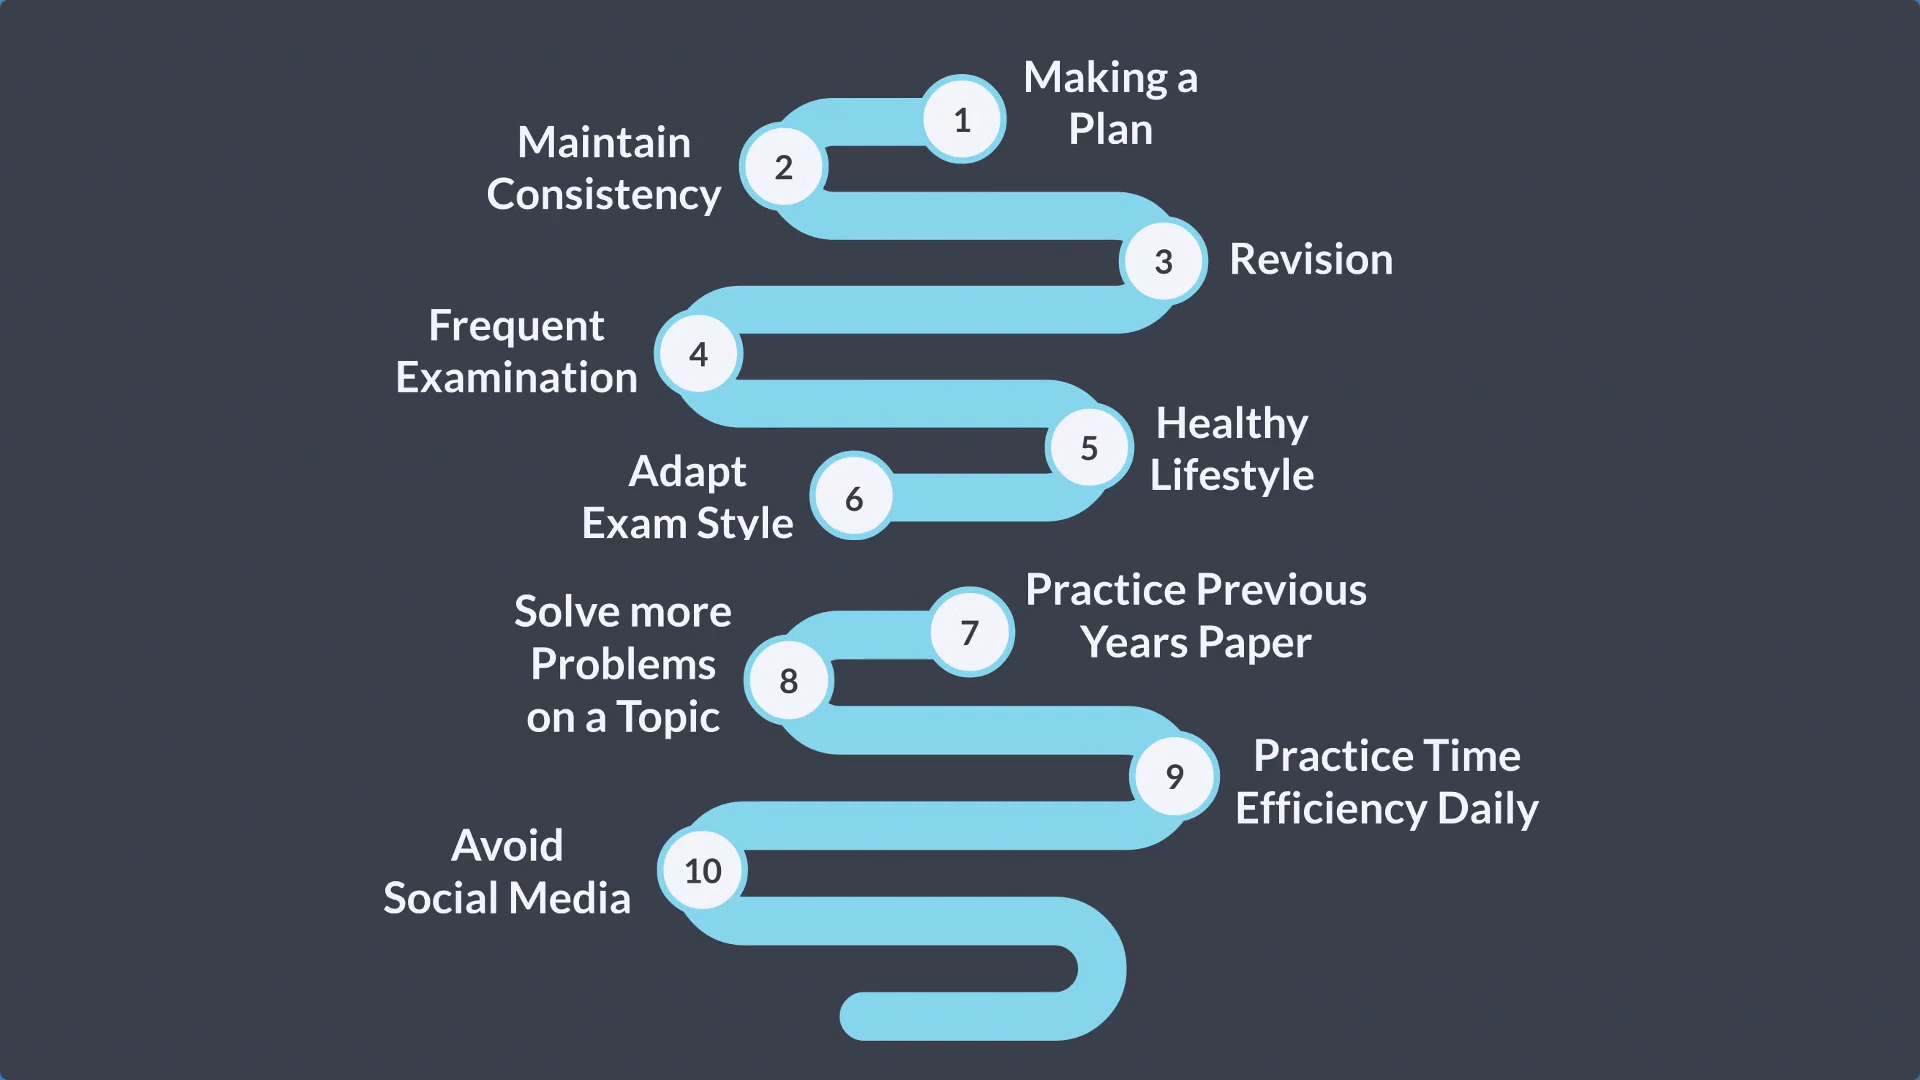 1
Making a
Plan
2
Maintain
Consistency
3
Revision
4
Frequent
Examination
5
Healthy
Lifestyle
6
Adapt
Exam Style
7
Practice Previous
Years Paper
8
Solve more
Problems
on a Topic
9
Practice Time
Efficiency Daily
10
Avoid
Social Media